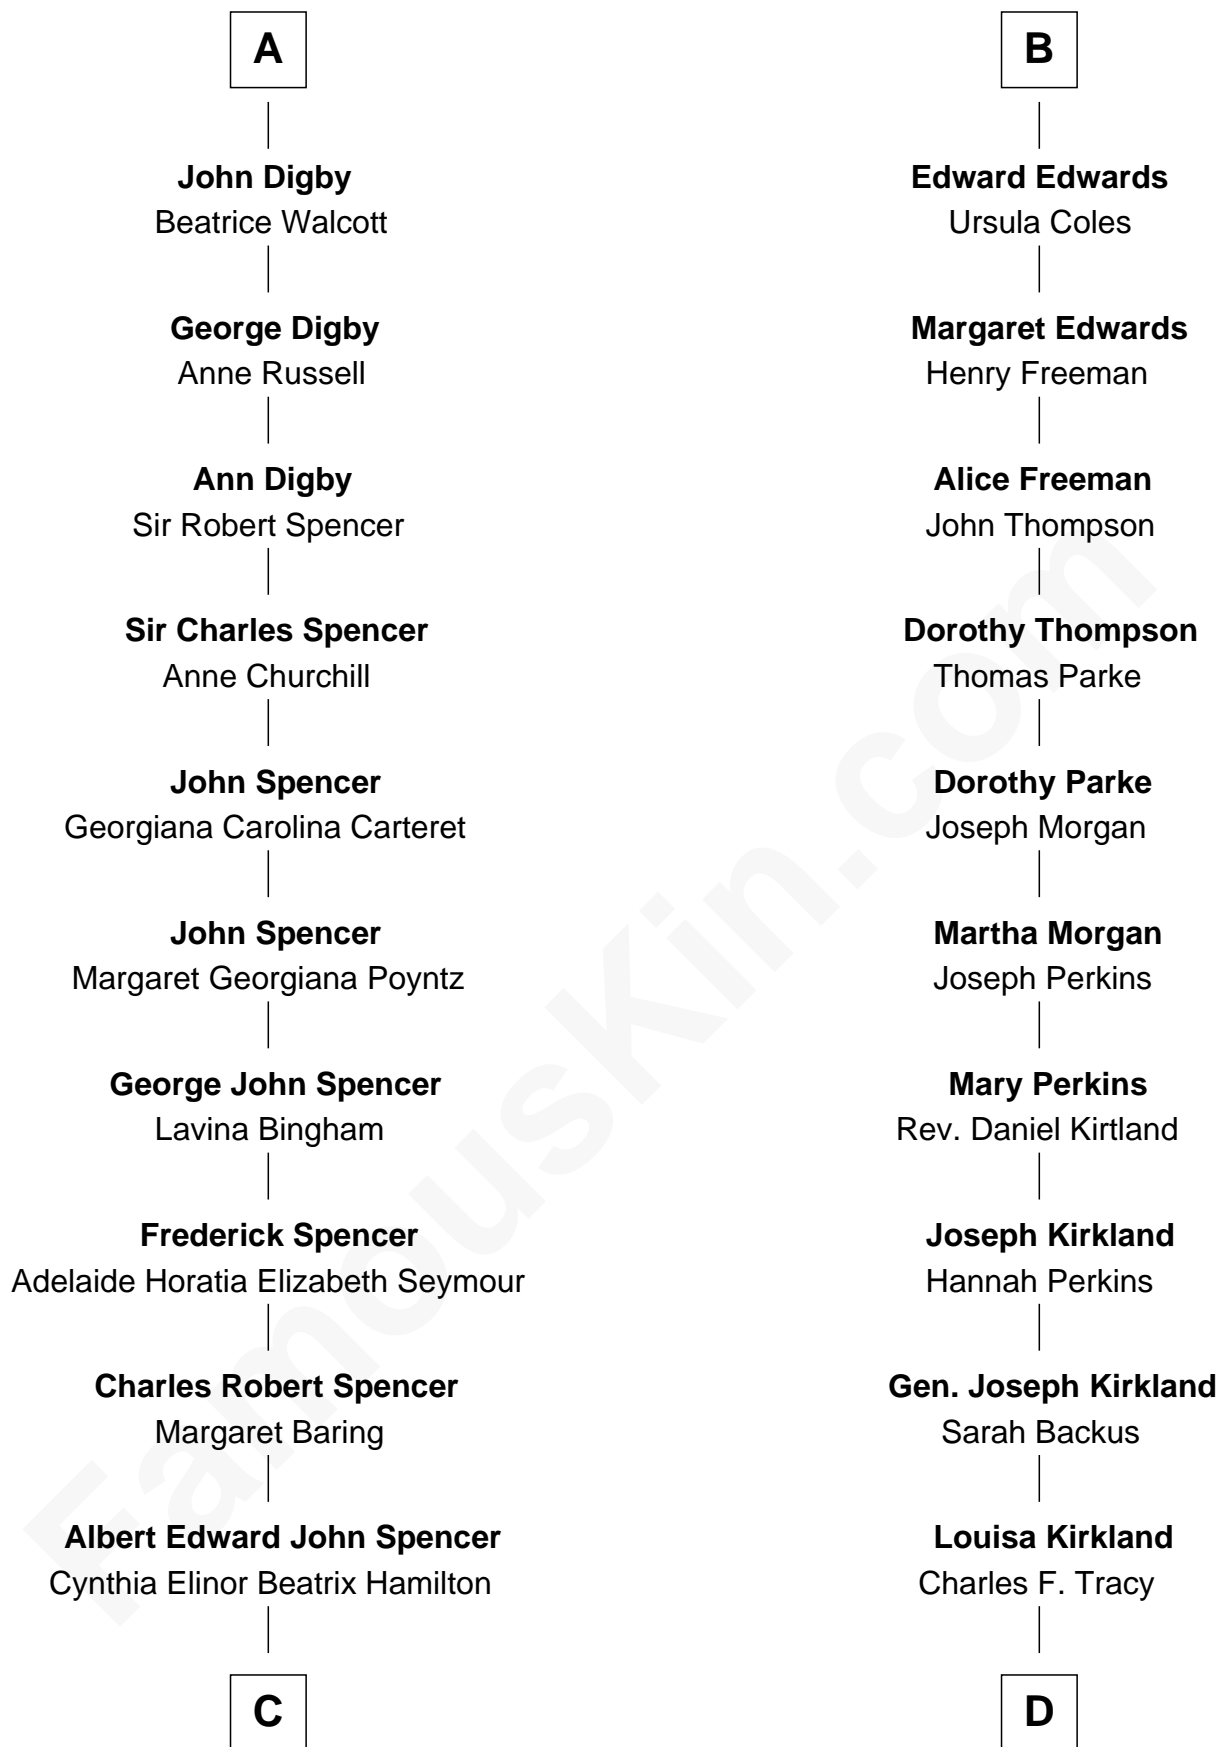 A
John Digby
Beatrice Walcott
George Digby
Anne Russell
Ann Digby
Sir Robert Spencer
Sir Charles Spencer
Anne Churchill
John Spencer
Georgiana Carolina Carteret
John Spencer
Margaret Georgiana Poyntz
George John Spencer
Lavina Bingham
Frederick Spencer
Adelaide Horatia Elizabeth Seymour
Charles Robert Spencer
Margaret Baring
Albert Edward John Spencer
Cynthia Elinor Beatrix Hamilton
C
B
Edward Edwards
Ursula Coles
Margaret Edwards
Henry Freeman
Alice Freeman
John Thompson
Dorothy Thompson
Thomas Parke
Dorothy Parke
Joseph Morgan
Martha Morgan
Joseph Perkins
Mary Perkins
Rev. Daniel Kirtland
Joseph Kirkland
Hannah Perkins
Gen. Joseph Kirkland
Sarah Backus
Louisa Kirkland
Charles F. Tracy
D
FamousKin.com